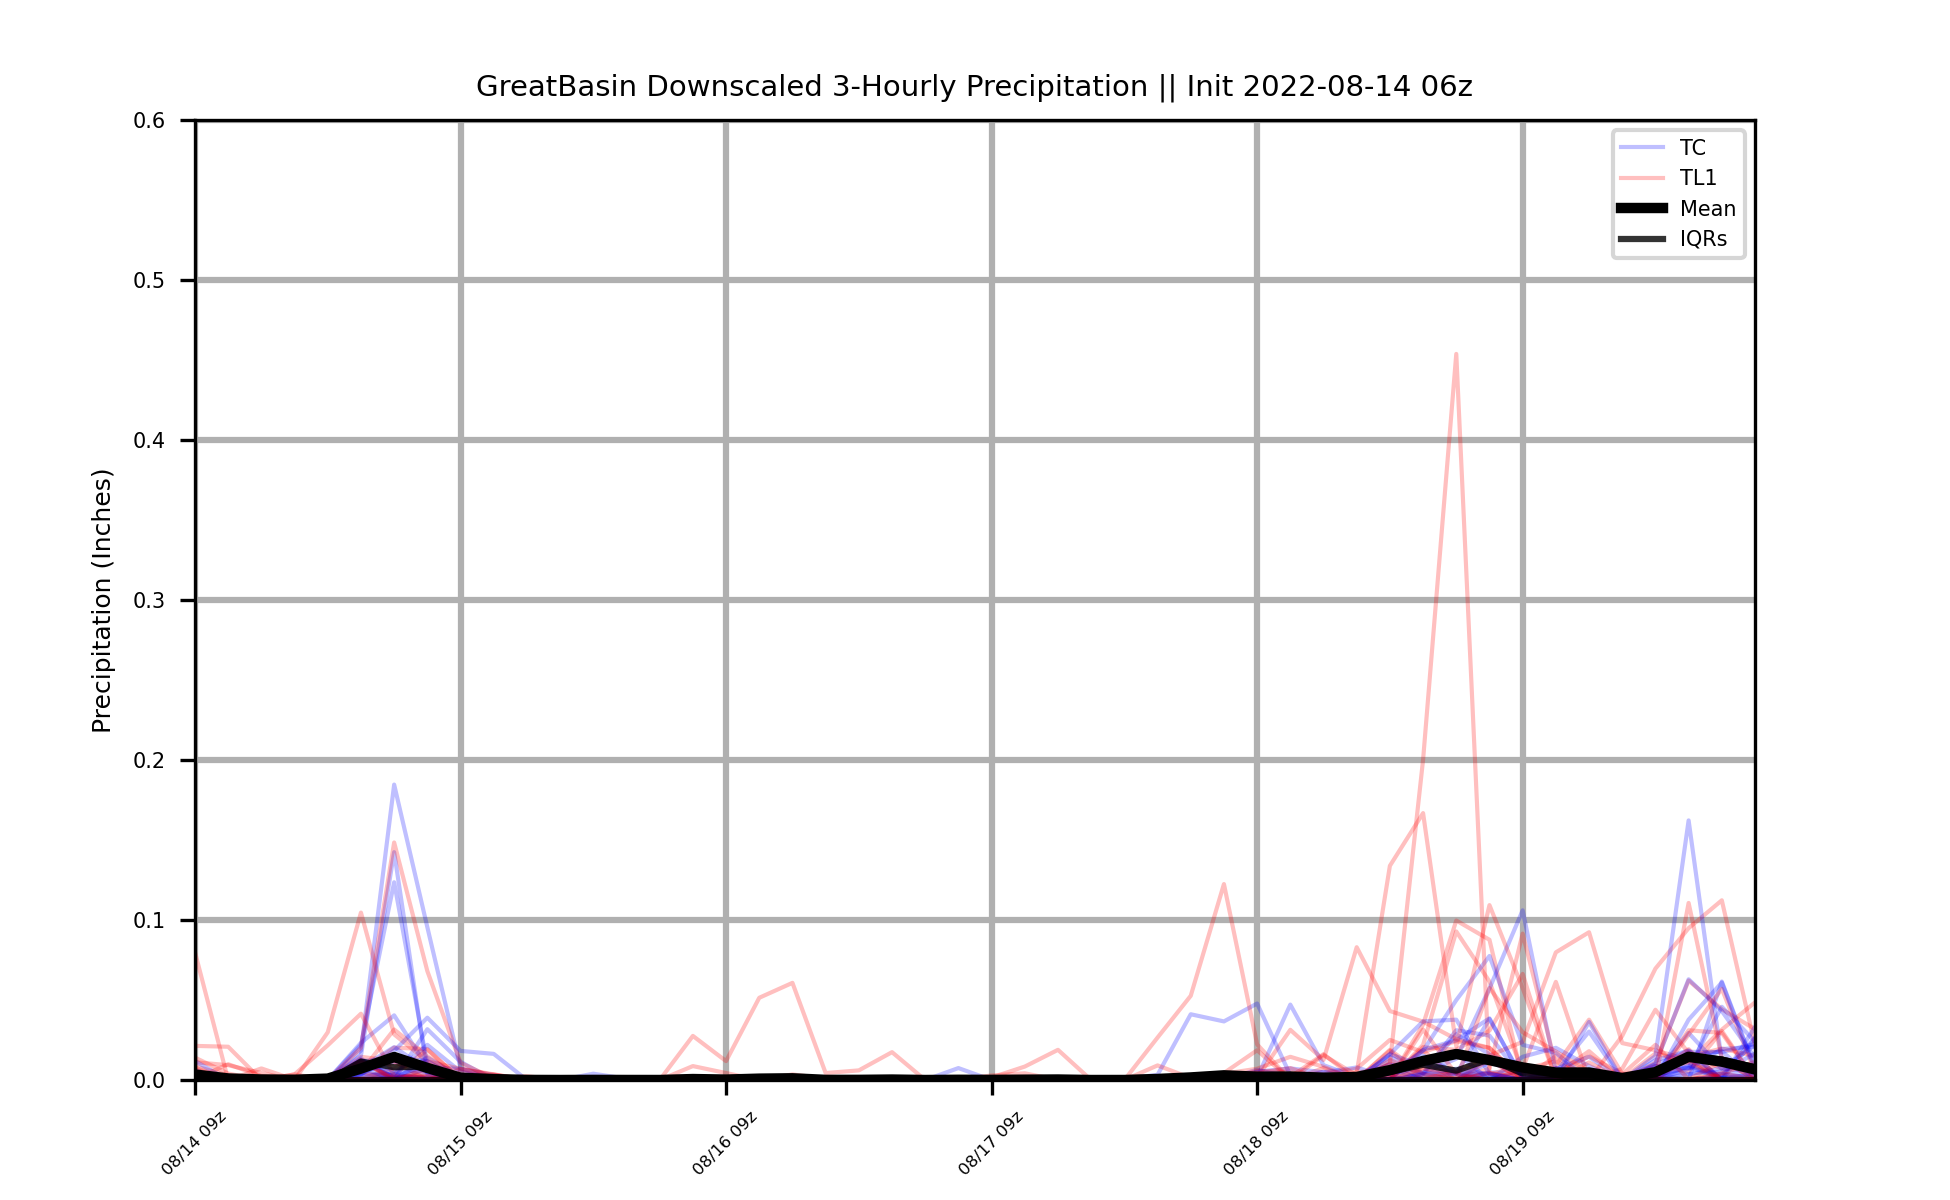 GreatBasin Downscaled 3-Hourly Precipitation || Init 2022-08-14 06z
Precipitation (Inches)
0.6
0.5
0.4
0.3
0.2
0.1
0.0
TC
TL1
Mean
IQRs
08/14 09z
08/15 09z
08/16 09z
08/17 09z
08/18 09z
08/19 09z